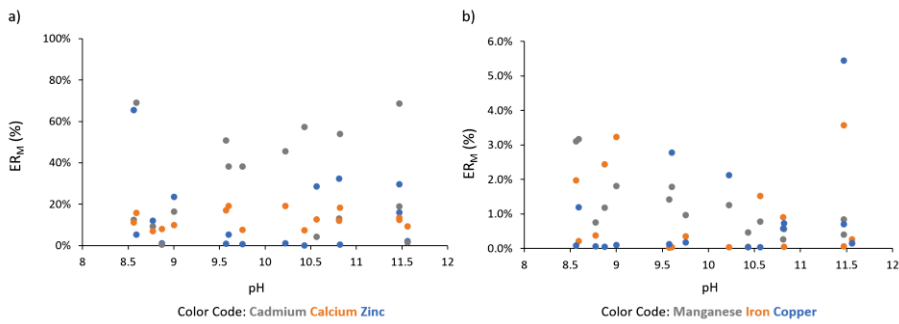 a)
100%
80%
60%
40%
20%
0%
ERM (%)
8 8.5 9 9.5 10 10.5 11 11.5 12
pH
Color Code: Cadmium Calcium Zinc
b)
6.0%
5.0%
4.0%
3.0%
2.0%
1.0%
0.0%
ERM (%)
8 8.5 9 9.5 10 10.5 11 11.5 12
pH
Color Code: Manganese Iron Copper